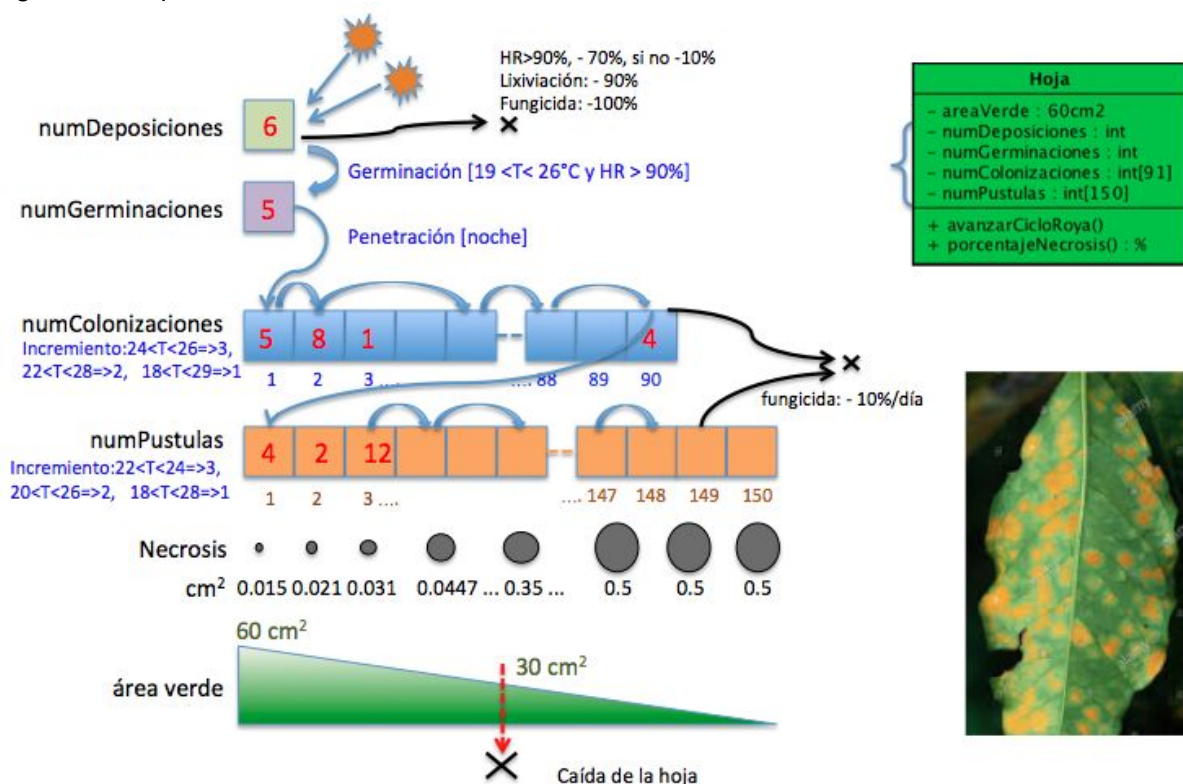 HR>90%, - 70%, si no -10%
Lixiviación: - 90%
Fungicida: -100%
numDeposiciones
6
Germinación [19 <T< 26°C y HR > 90%]
numGerminaciones
5
Penetración [noche]
Hoja
- areaVerde : 60cm2
- numDeposiciones : int
- numGerminaciones : int
- numColonizaciones : int[91]
- numPustulas : int[150]
+ avanzarCicloRoya()
+ porcentajeNecrosis() : %
numColonizaciones
Incremento:24<T<26=>3,
22<T<28=>2, 18<T<29=>1
5 8 1 4
1 2 3 .... .... 88 89 90
fungicida: - 10%/día
numPustulas
Incremento:22<T<24=>3,
20<T<26=>2, 18<T<28=>1
4 2 12
1 2 3 .... .... 147 148 149 150
Necrosis
cm2 0.015 0.021 0.031 0.0447 ... 0.35 ... 0.5 0.5 0.5
60 cm2
30 cm2
área verde
Caída de la hoja
alamy
alamy